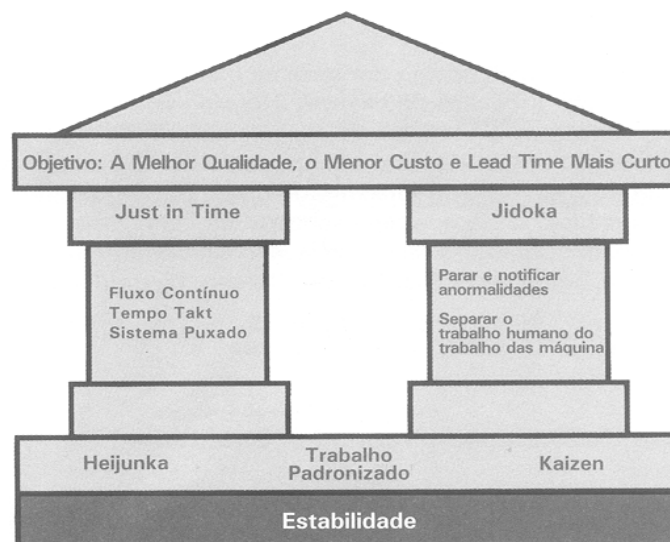 Objetivo: A Melhor Qualidade, o Menor Custo e Lead Time Mais Curto
Just in Time
Jidoka
Fluxo Contínuo
Tempo Takt
Sistema Puxado
Parar e notificar
anormalidades
Separar o
trabalho humano do
trabalho das máquina
Heijunka
Trabalho
Padronizado
Kaizen
Estabilidade